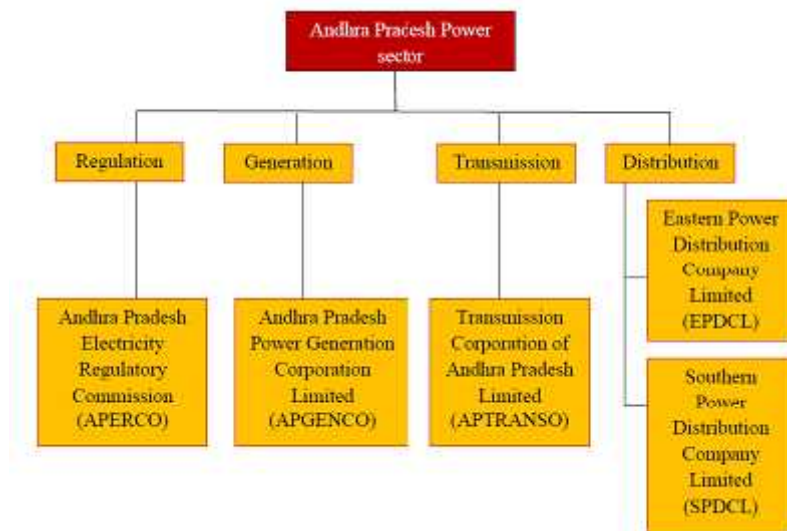 Andhra Pradesh Power
sector
Regulation
Generation
Transmission
Distribution
Andhra Pradesh
Electricity
Regulatory
Commission
(APERCO)
Andhra Pradesh
Power Generation
Corporation
Limited
(APGENCO)
Transmission
Corporation of
Andhra Pradesh
Limited
(APTRANSO)
Eastern Power
Distribution
Company
Limited
(EPDCL)
Southern
Power
Distribution
Company
Limited
(SPDCL)